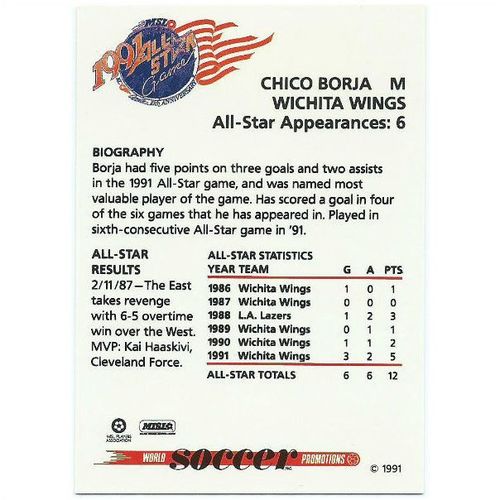 MSL
1991 ALL STAR
Game
CHICO BORJA M
WICHITA WINGS
All-Star Appearances: 6
BIOGRAPHY
Borja had five points on three goals and two assists
in the 1991 All-Star game, and was named most
valuable player of the game. Has scored a goal in four
of the six games that he has appeared in. Played in
sixth-consecutive All-Star game in '91.
ALL-STAR
RESULTS
2/11/87—The East
takes revenge
with 6-5 overtime
win over the West.
MVP: Kai Haaskivi,
Cleveland Force.
ALL-STAR STATISTICS
YEAR TEAM G A PTS
1986 Wichita Wings 1 0 1
1987 Wichita Wings 0 0 0
1988 L.A. Lazers 1 2 3
1989 Wichita Wings 0 1 1
1990 Wichita Wings 1 1 2
1991 Wichita Wings 3 2 5
ALL-STAR TOTALS 6 6 12
MSL PLAYERS
ASSOCIATION
WORLD soccer PROMOTIONS
INC
© 1991